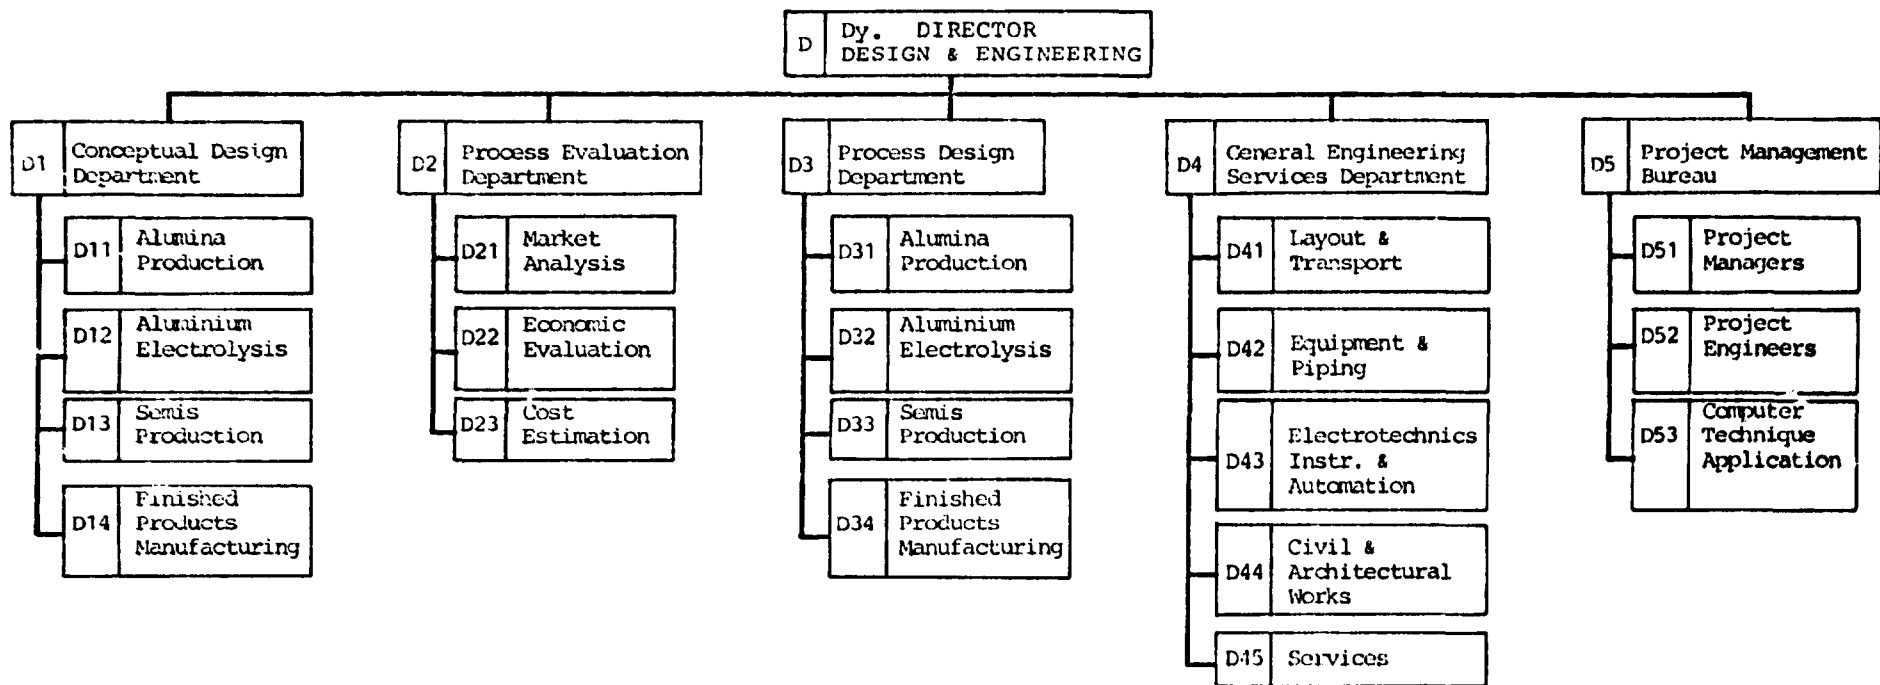 D
Dy. DIRECTOR
DESIGN & ENGINEERING
D1
Conceptual Design
Department
D11
Alumina
Production
D12
Aluminium
Electrolysis
D13
Semis
Production
D14
Finished
Products
Manufacturing
D2
Process Evaluation
Department
D21
Market
Analysis
D22
Economic
Evaluation
D23
Cost
Estimation
D3
Process Design
Department
D31
Alumina
Production
D32
Aluminium
Electrolysis
D33
Semis
Production
D34
Finished
Products
Manufacturing
D4
General Engineering
Services Department
D41
Layout &
Transport
D42
Equipment &
Piping
D43
Electrotechnics
Instr. &
Automation
D44
Civil &
Architectural
Works
D45
Services
D5
Project Management
Bureau
D51
Project
Managers
D52
Project
Engineers
D53
Computer
Technique
Application